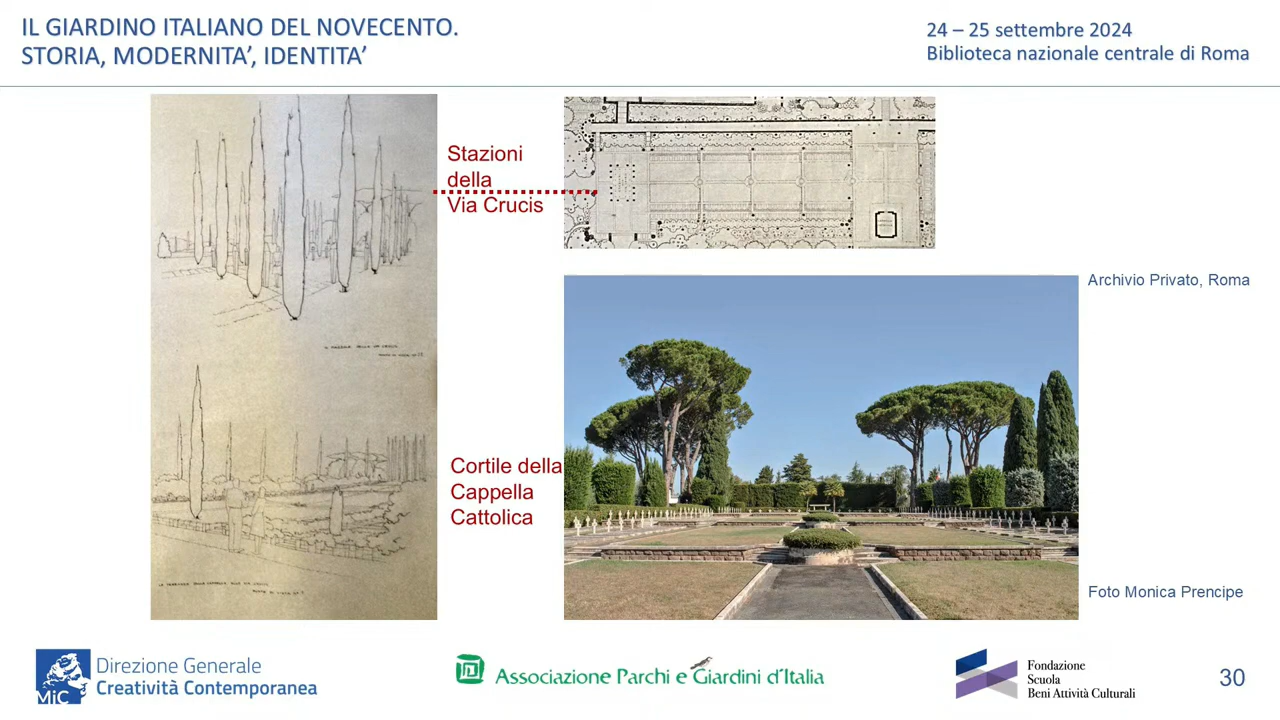 IL GIARDINO ITALIANO DEL NOVECENTO.
STORIA, MODERNITA’, IDENTITA’
24 – 25 settembre 2024
Biblioteca nazionale centrale di Roma
Stazioni
della
Via Crucis
Archivio Privato, Roma
Cortile della
Cappella
Cattolica
Foto Monica Prencipe
MiC
Direzione Generale
Creatività Contemporanea
Associazione Parchi e Giardini d’Italia
Fondazione
Scuola
Beni Attività Culturali
30